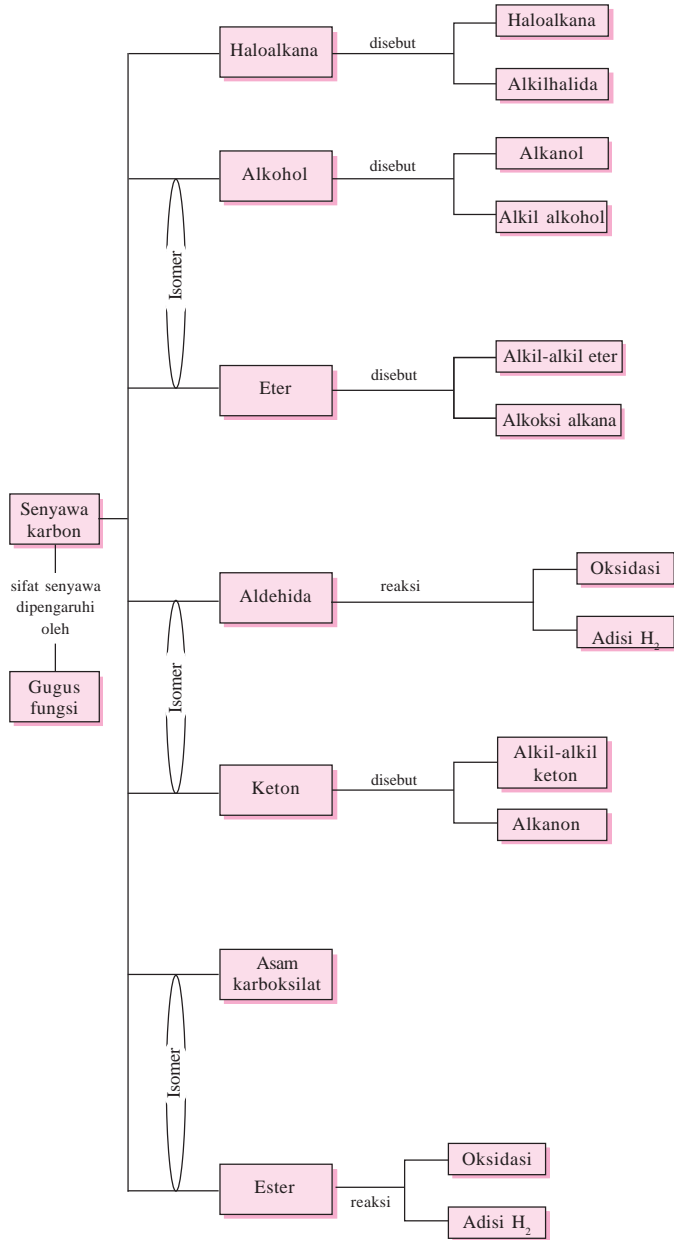 Haloalkana
disebut
Haloalkana
Alkilhalida
Alkohol
disebut
Alkanol
Alkil alkohol
Isomer
Eter
disebut
Alkil-alkil eter
Alkoksi alkana
Senyawa
karbon
sifat senyawa
dipengaruhi
oleh
Gugus
fungsi
Aldehida
reaksi
Oksidasi
Adisi H₂
Isomer
Keton
disebut
Alkil-alkil
keton
Alkanon
Asam
karboksilat
Isomer
Ester
reaksi
Oksidasi
Adisi H₂